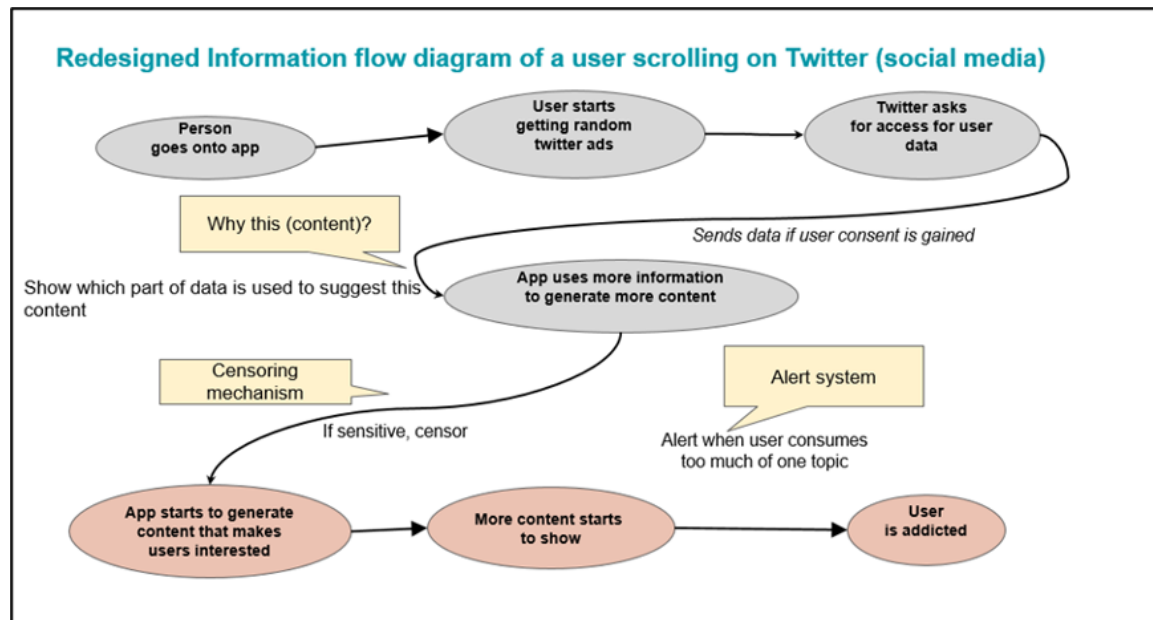 Redesigned Information flow diagram of a user scrolling on Twitter (social media)
Person
goes onto app
User starts
getting random
twitter ads
Twitter asks
for access for user
data
Why this (content)?
Sends data if user consent is gained
Show which part of data is used to suggest this
content
App uses more information
to generate more content
Censoring
mechanism
Alert system
If sensitive, censor
Alert when user consumes
too much of one topic
App starts to generate
content that makes
users interested
More content starts
to show
User
is addicted